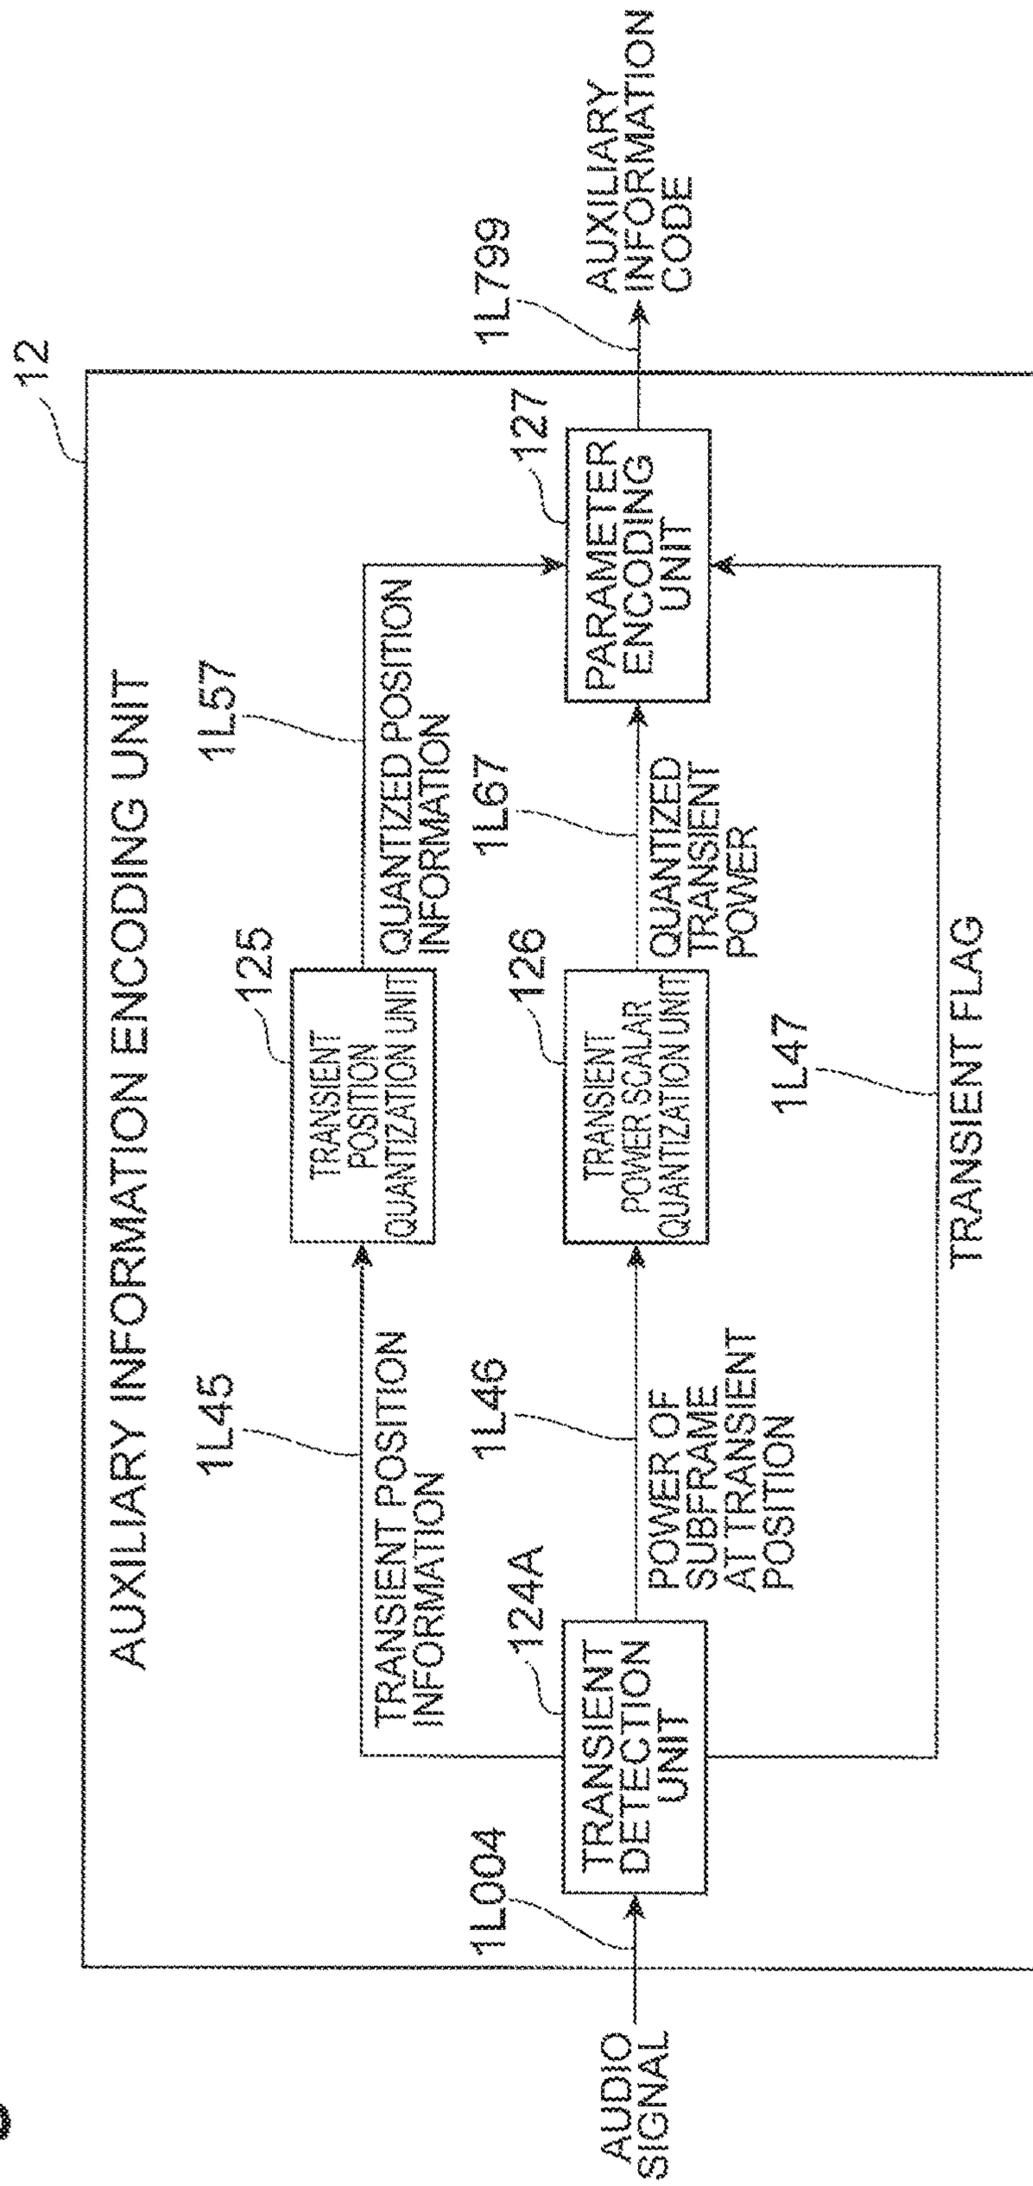 12
AUXILIARY INFORMATION ENCODING UNIT
1L45
TRANSIENT POSITION
INFORMATION
125
TRANSIENT
POSITION
QUANTIZATION UNIT
1L57
QUANTIZED POSITION
INFORMATION
AUDIO
SIGNAL
1L004
124A
TRANSIENT
DETECTION
UNIT
1L46
POWER OF
SUBFRAME
AT TRANSIENT
POSITION
126
TRANSIENT
POWER SCALAR
QUANTIZATION UNIT
1L67
QUANTIZED
TRANSIENT
POWER
127
PARAMETER
ENCODING
UNIT
1L799
AUXILIARY
INFORMATION
CODE
1L47
TRANSIENT FLAG